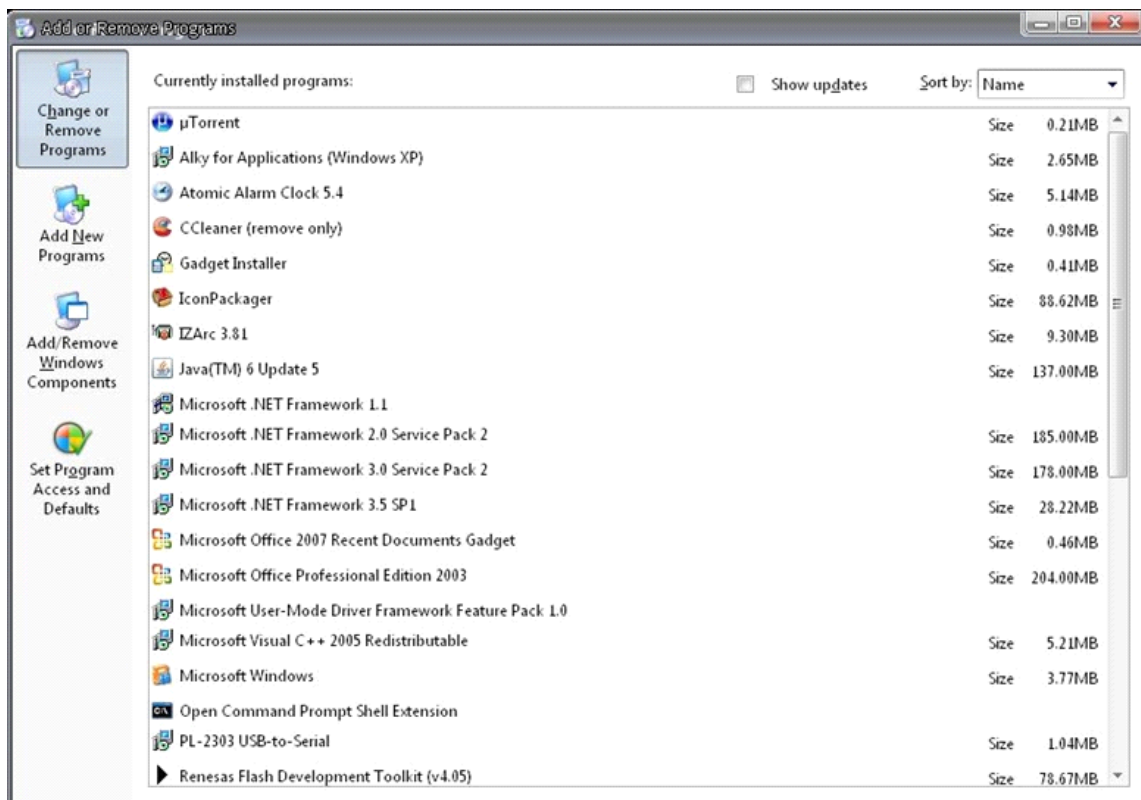 Add or Remove Programs
Change or
Remove
Programs
Add New
Programs
Add/Remove
Windows
Components
Set Program
Access and
Defaults
Currently installed programs:
Show updates
Sort by: Name
µTorrent Size 0.21MB
Alky for Applications (Windows XP) Size 2.65MB
Atomic Alarm Clock 5.4 Size 5.14MB
CCleaner (remove only) Size 0.98MB
Gadget Installer Size 0.41MB
IconPackager Size 88.62MB
IZArc 3.81 Size 9.30MB
Java(TM) 6 Update 5 Size 137.00MB
Microsoft .NET Framework 1.1
Microsoft .NET Framework 2.0 Service Pack 2 Size 185.00MB
Microsoft .NET Framework 3.0 Service Pack 2 Size 178.00MB
Microsoft .NET Framework 3.5 SP1 Size 28.22MB
Microsoft Office 2007 Recent Documents Gadget Size 0.46MB
Microsoft Office Professional Edition 2003 Size 204.00MB
Microsoft User-Mode Driver Framework Feature Pack 1.0
Microsoft Visual C++ 2005 Redistributable Size 5.21MB
Microsoft Windows Size 3.77MB
Open Command Prompt Shell Extension
PL-2303 USB-to-Serial Size 1.04MB
Renesas Flash Development Toolkit (v4.05) Size 78.67MB